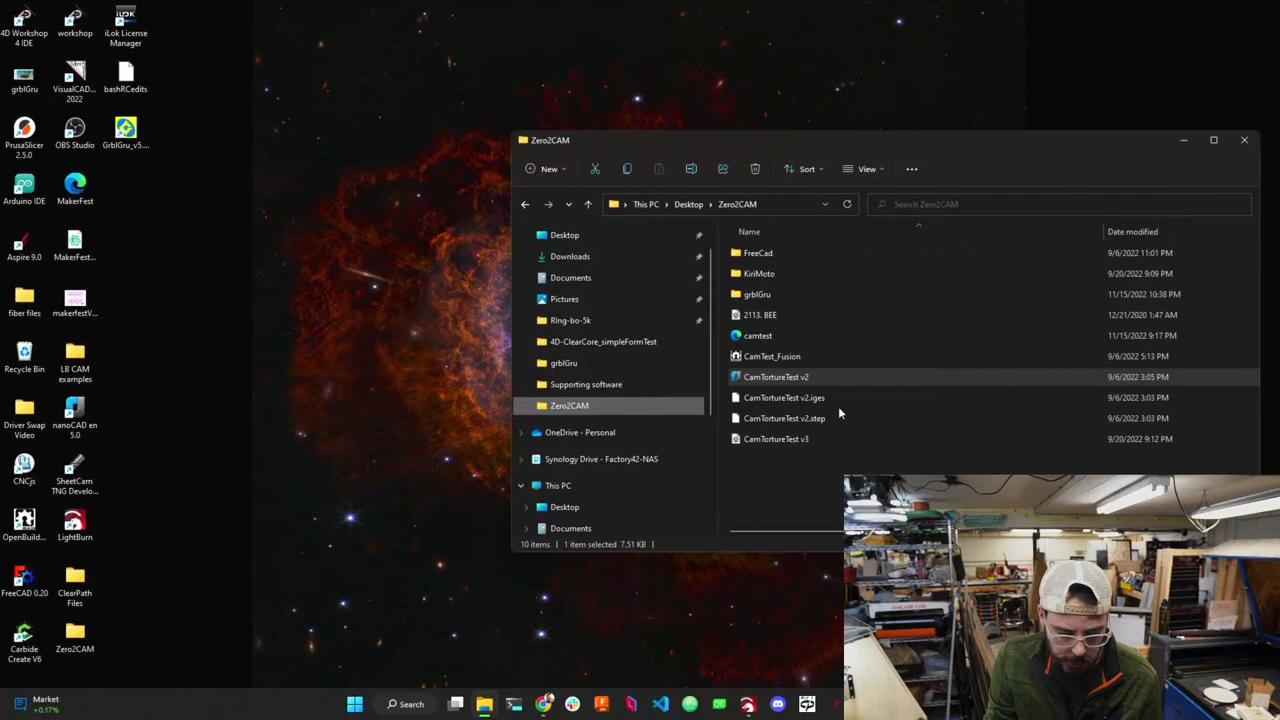 4D Workshop
4 IDE
workshop
iLok License
Manager
grblGru
VisualCAD...
2022
bashRCedits
PrusaSlicer
2.5.0
OBS Studio
GrblGru_v5....
Arduino IDE
MakerFest
Aspire 9.0
MakerFest...
fiber files
makerfestV...
Recycle Bin
LB CAM
examples
Driver Swap
Video
nanoCAD en
5.0
CNCjs
SheetCam
TNG Develo...
OpenBuild...
LightBurn
FreeCAD 0.20
ClearPath
Files
Carbide
Create V6
Zero2CAM
Zero2CAM
New
Sort
View
This PC
Desktop
Zero2CAM
Search Zero2CAM
Name
Date modified
Desktop
Downloads
Documents
Pictures
RIng-bo-5k
4D-ClearCore_simpleFormTest
grblGru
Supporting software
Zero2CAM
OneDrive - Personal
Synology Drive - Factory42-NAS
This PC
Desktop
Documents
FreeCad 9/6/2022 11:01 PM
KiriMoto 9/20/2022 9:09 PM
grblGru 11/15/2022 10:38 PM
2113. BEE 12/21/2020 1:47 AM
camtest 11/15/2022 9:17 PM
CamTest_Fusion 9/6/2022 5:13 PM
CamTortureTest v2 9/6/2022 3:05 PM
CamTortureTest v2.iges 9/6/2022 3:03 PM
CamTortureTest v2.step 9/6/2022 3:03 PM
CamTortureTest v3 9/20/2022 9:12 PM
10 items
1 item selected 7.51 KB
Market
+0.17%
Search